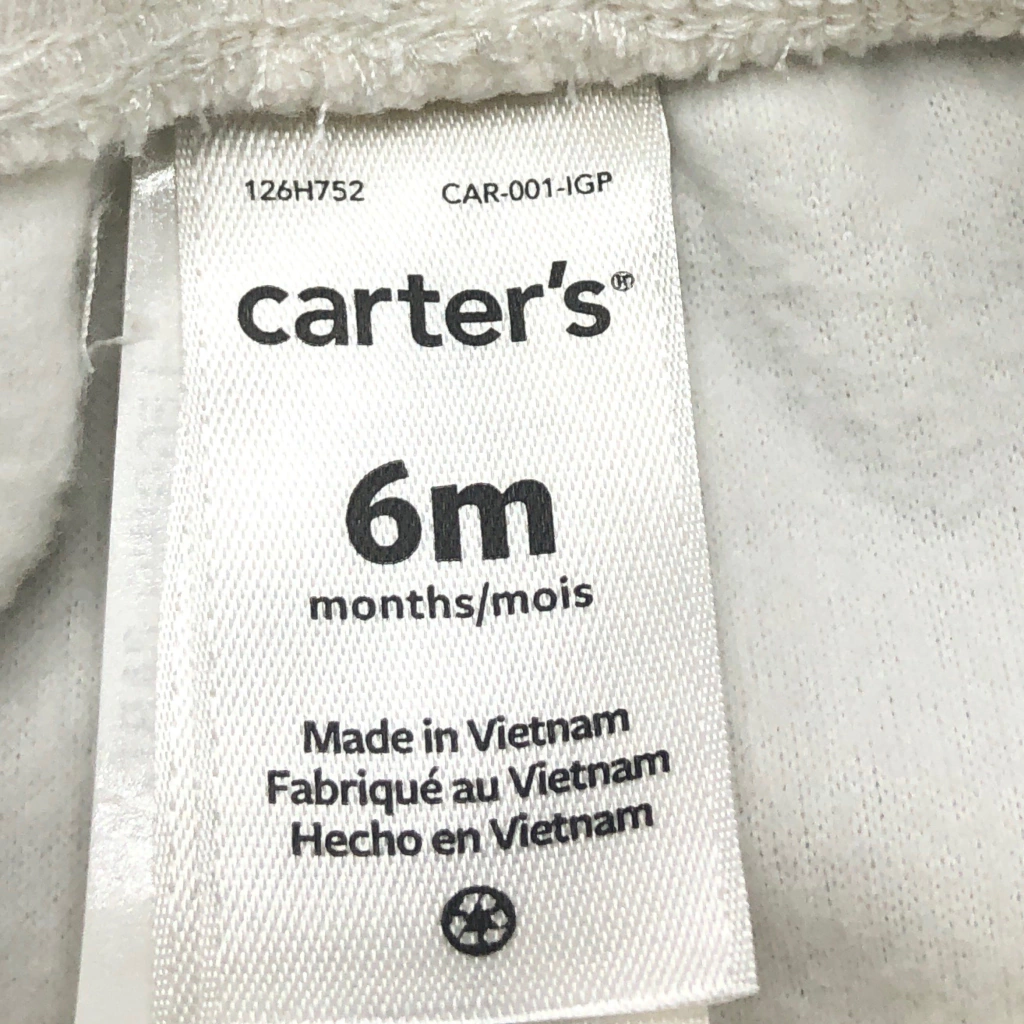 126H752 CAR-001-IGP
carter's®
6m
months/mois
Made in Vietnam
Fabriqué au Vietnam
Hecho en Vietnam